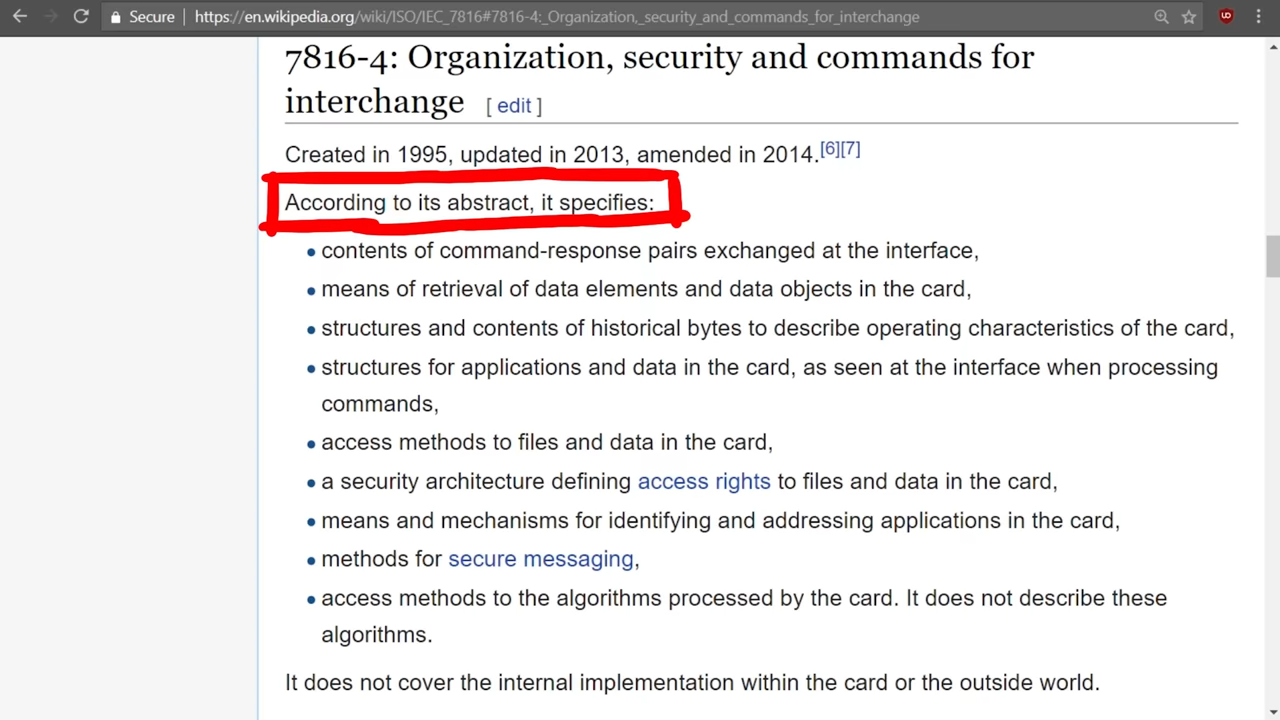 Secure | https://en.wikipedia.org/wiki/ISO/IEC_7816#7816-4:_Organization,_security_and_commands_for_interchange
7816-4: Organization, security and commands for
interchange [ edit ]
Created in 1995, updated in 2013, amended in 2014.[6][7]
According to its abstract, it specifies:
• contents of command-response pairs exchanged at the interface,
• means of retrieval of data elements and data objects in the card,
• structures and contents of historical bytes to describe operating characteristics of the card,
• structures for applications and data in the card, as seen at the interface when processing
commands,
• access methods to files and data in the card,
• a security architecture defining access rights to files and data in the card,
• means and mechanisms for identifying and addressing applications in the card,
• methods for secure messaging,
• access methods to the algorithms processed by the card. It does not describe these
algorithms.
It does not cover the internal implementation within the card or the outside world.